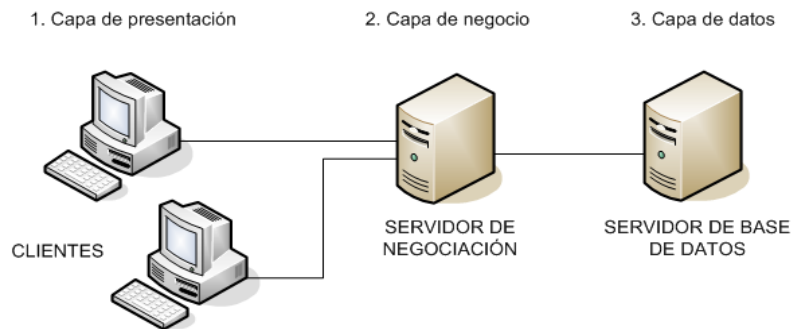 1. Capa de presentación
2. Capa de negocio
3. Capa de datos
CLIENTES
SERVIDOR DE
NEGOCIACIÓN
SERVIDOR DE BASE
DE DATOS